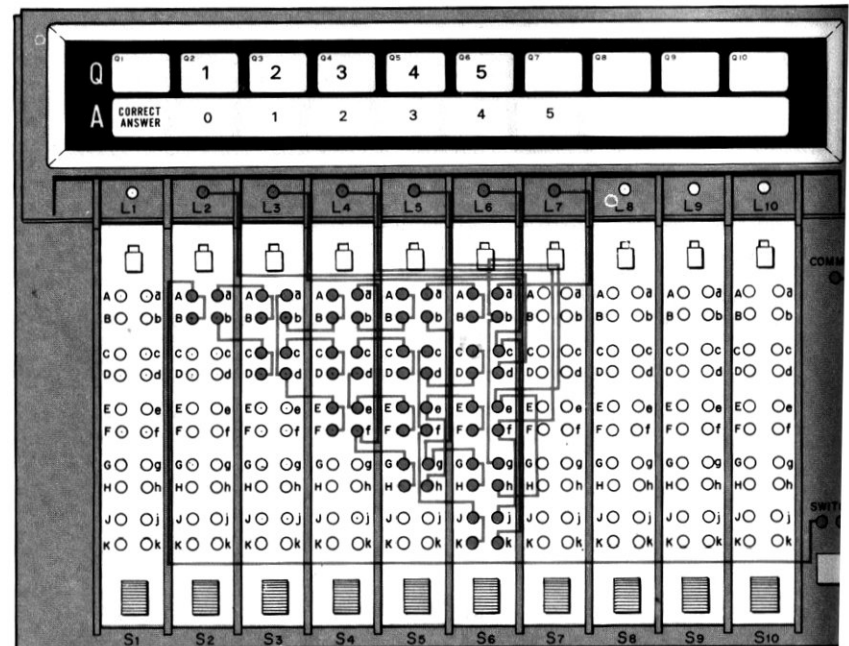 Q Q1 Q2 1 Q3 2 Q4 3 Q5 4 Q6 5 Q7 Q8 Q9 Q10
A CORRECT ANSWER 0 1 2 3 4 5
L1 L2 L3 L4 L5 L6 L7 L8 L9 L10
COMM
A a A a A a A a A a A a A a A a A a A a
B b B b B b B b B b B b B b B b B b B b
C c C c C c C c C c C c C c C c C c C c
D d D d D d D d D d D d D d D d D d D d
E e E e E e E e E e E e E e E e E e E e
F f F f F f F f F f F f F f F f F f F f
G g G g G g G g G g G g G g G g G g G g
H h H h H h H h H h H h H h H h H h H h
SWIT
J j J j J j J j J j J j J j J j J j J j
K k K k K k K k K k K k K k K k K k K k
S1 S2 S3 S4 S5 S6 S7 S8 S9 S10